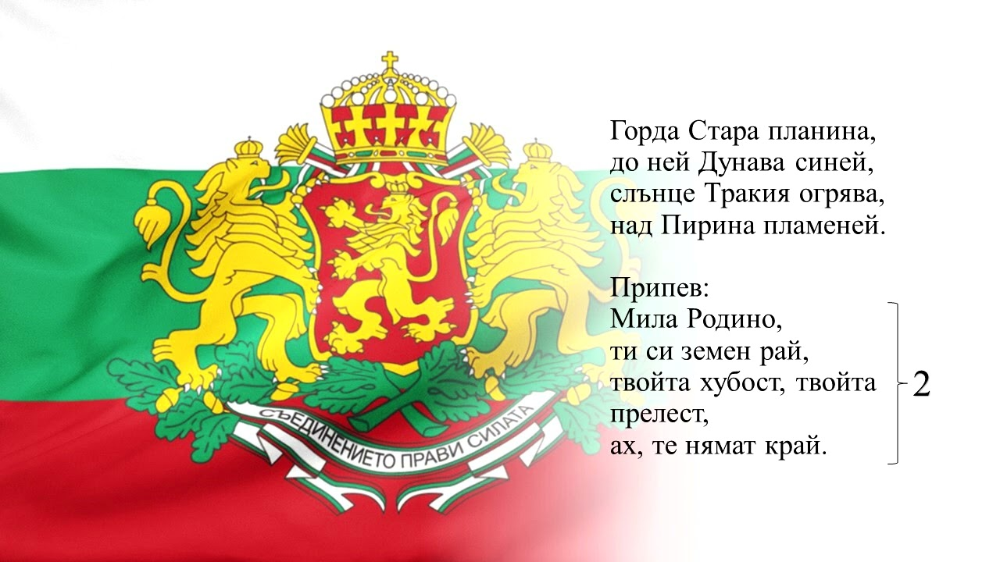 СЪЕДИНЕНИЕТО ПРАВИ СИЛАТА
Горда Стара планина,
до ней Дунава синей,
слънце Тракия огрява,
над Пирина пламеней.
Припев:
Мила Родино,
ти си земен рай,
твойта хубост, твойта
прелест,
ах, те нямат край.
2